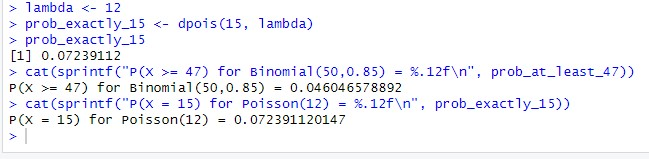 > lambda <- 12
> prob_exactly_15 <- dpois(15, lambda)
> prob_exactly_15
[1] 0.07239112
> cat(sprintf("P(X >= 47) for Binomial(50,0.85) = %.12f\n", prob_at_least_47))
P(X >= 47) for Binomial(50,0.85) = 0.046046578892
> cat(sprintf("P(X = 15) for Poisson(12) = %.12f\n", prob_exactly_15))
P(X = 15) for Poisson(12) = 0.072391120147
>